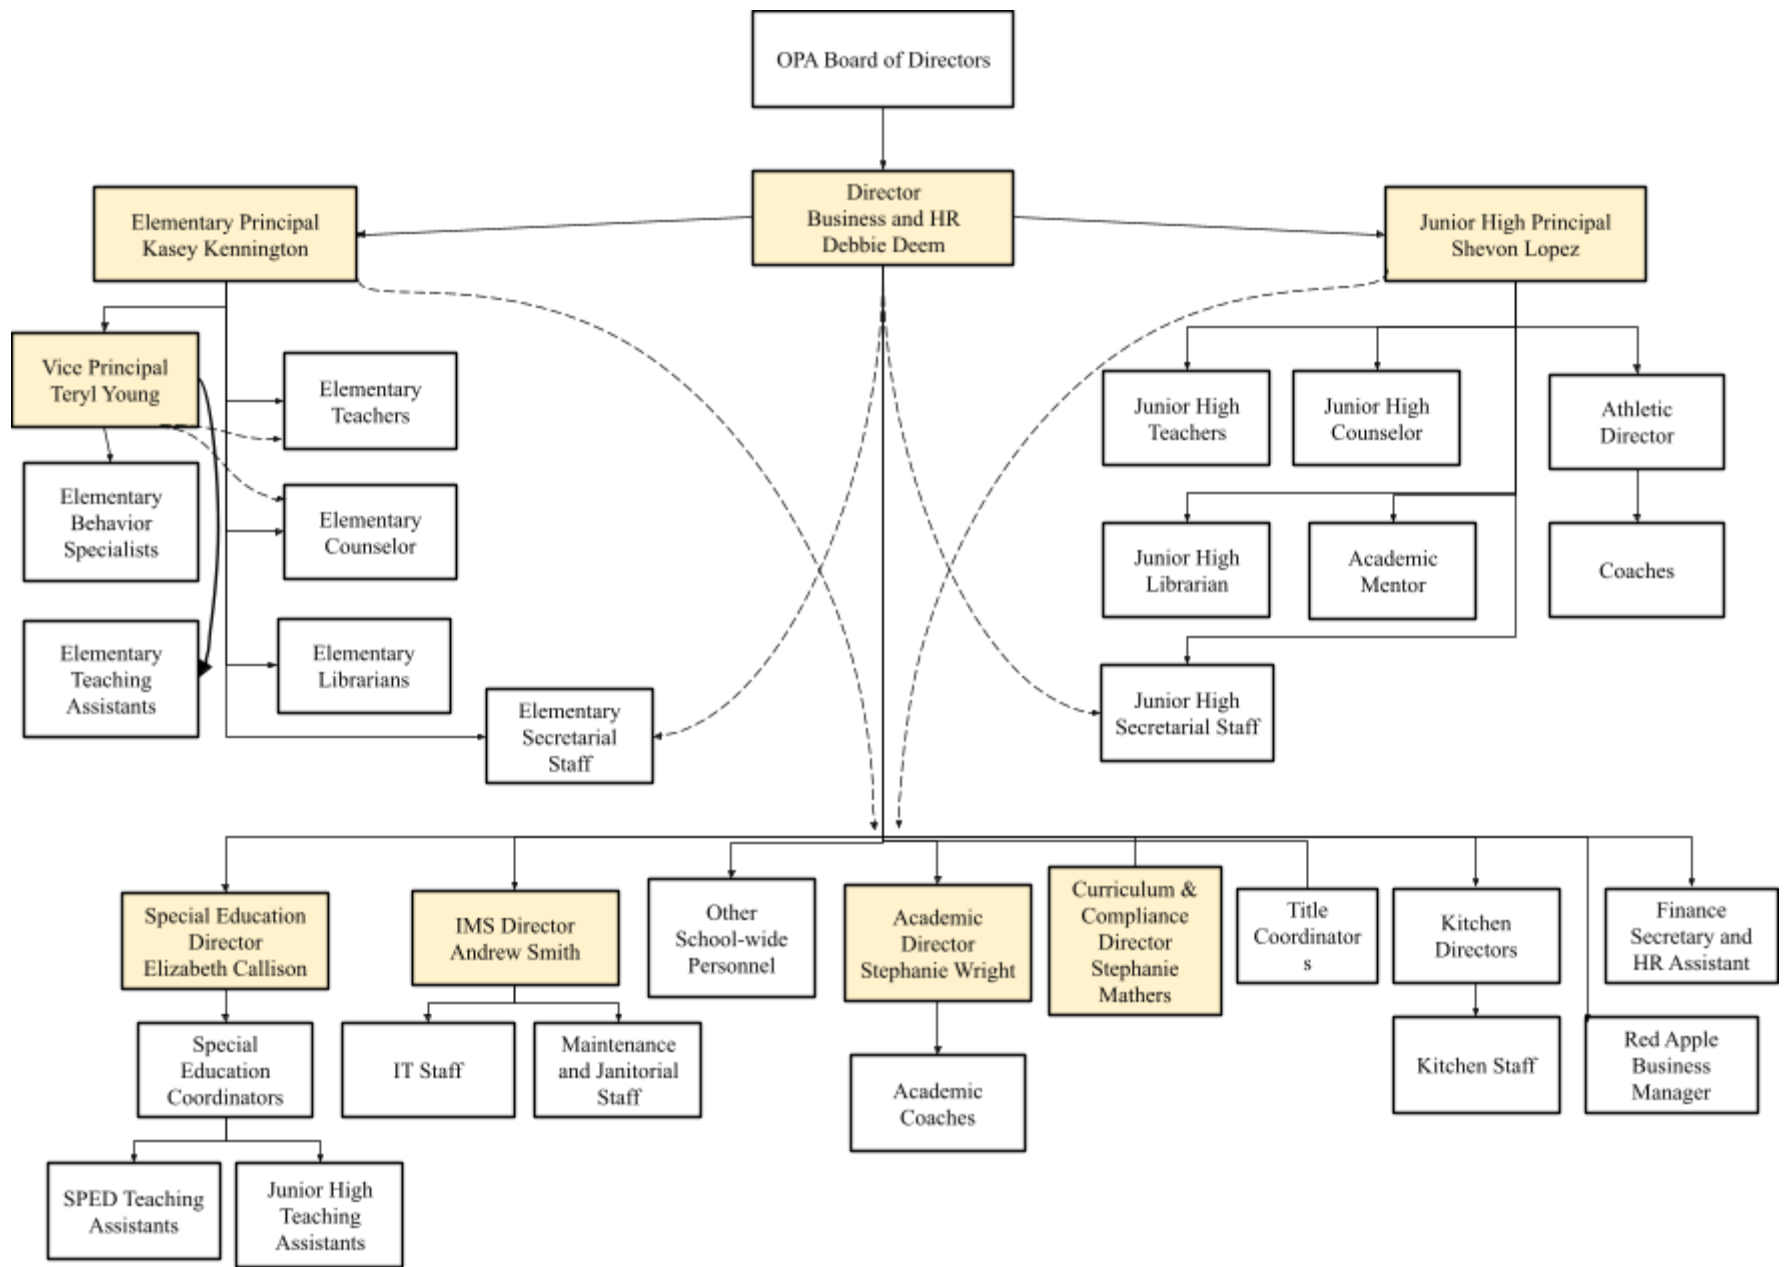 OPA Board of Directors
Director
Business and HR
Debbie Deem
Elementary Principal
Kasey Kennington
Junior High Principal
Shevon Lopez
Vice Principal
Teryl Young
Elementary
Teachers
Junior High
Teachers
Junior High
Counselor
Athletic
Director
Elementary
Behavior
Specialists
Elementary
Counselor
Junior High
Librarian
Academic
Mentor
Coaches
Elementary
Teaching
Assistants
Elementary
Librarians
Elementary
Secretarial
Staff
Junior High
Secretarial Staff
Special Education
Director
Elizabeth Callison
IMS Director
Andrew Smith
Other
School-wide
Personnel
Academic
Director
Stephanie Wright
Curriculum &
Compliance
Director
Stephanie
Mathers
Title
Coordinator
s
Kitchen
Directors
Finance
Secretary and
HR Assistant
Special
Education
Coordinators
IT Staff
Maintenance
and Janitorial
Staff
Academic
Coaches
Kitchen Staff
Red Apple
Business
Manager
SPED Teaching
Assistants
Junior High
Teaching
Assistants